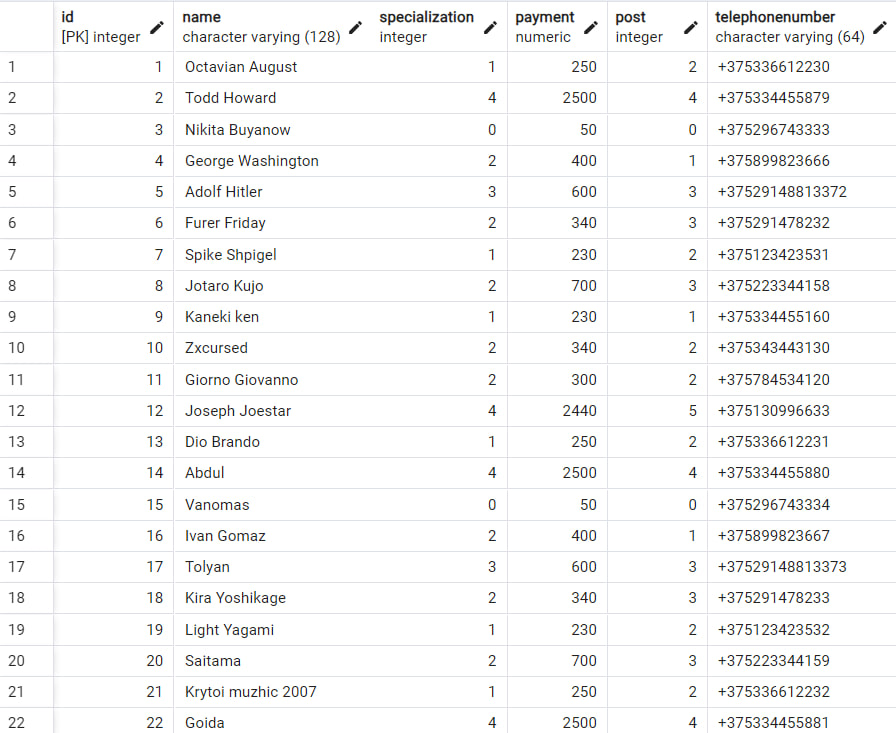 id name specialization payment post telephonenumber
[PK] integer character varying (128) integer numeric integer character varying (64)
1 1 Octavian August 1 250 2 +375336612230
2 2 Todd Howard 4 2500 4 +375334455879
3 3 Nikita Buyanow 0 50 0 +375296743333
4 4 George Washington 2 400 1 +375899823666
5 5 Adolf Hitler 3 600 3 +37529148813372
6 6 Furer Friday 2 340 3 +375291478232
7 7 Spike Shpigel 1 230 2 +375123423531
8 8 Jotaro Kujo 2 700 3 +375223344158
9 9 Kaneki ken 1 230 1 +375334455160
10 10 Zxcursed 2 340 2 +375343443130
11 11 Giorno Giovanno 2 300 2 +375784534120
12 12 Joseph Joestar 4 2440 5 +375130996633
13 13 Dio Brando 1 250 2 +375336612231
14 14 Abdul 4 2500 4 +375334455880
15 15 Vanomas 0 50 0 +375296743334
16 16 Ivan Gomaz 2 400 1 +375899823667
17 17 Tolyan 3 600 3 +37529148813373
18 18 Kira Yoshikage 2 340 3 +375291478233
19 19 Light Yagami 1 230 2 +375123423532
20 20 Saitama 2 700 3 +375223344159
21 21 Krytoi muzhic 2007 1 250 2 +375336612232
22 22 Goida 4 2500 4 +375334455881